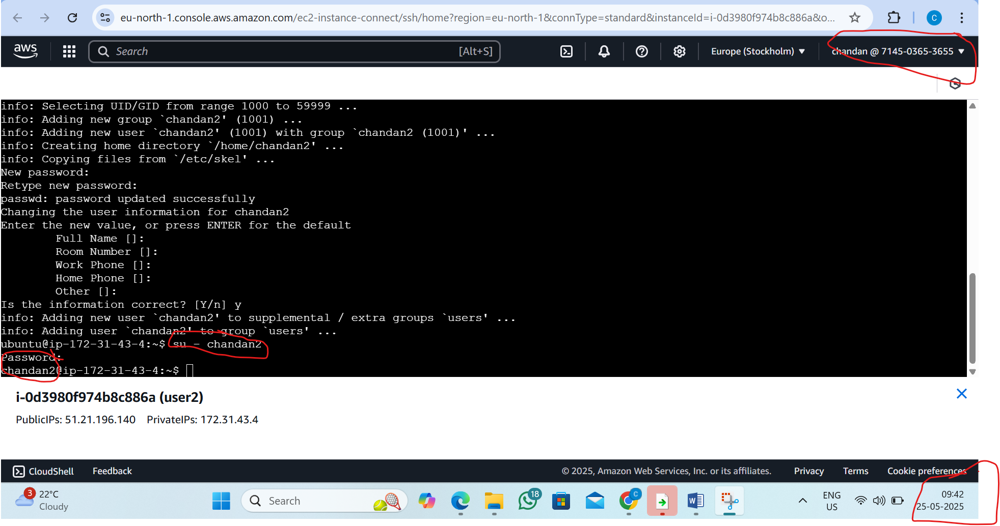 eu-north-1.console.aws.amazon.com/ec2-instance-connect/ssh/home?region=eu-north-1&connType=standard&instanceId=i-0d3980f974b8c886a&o...
C
aws
Search [Alt+S]
Europe (Stockholm)
chandan @ 7145-0365-3655
info: Selecting UID/GID from range 1000 to 59999 ...
info: Adding new group `chandan2' (1001) ...
info: Adding new user `chandan2' (1001) with group `chandan2 (1001)' ...
info: Creating home directory `/home/chandan2' ...
info: Copying files from `/etc/skel' ...
New password:
Retype new password:
passwd: password updated successfully
Changing the user information for chandan2
Enter the new value, or press ENTER for the default
Full Name []:
Room Number []:
Work Phone []:
Home Phone []:
Other []:
Is the information correct? [Y/n] y
info: Adding new user `chandan2' to supplemental / extra groups `users' ...
info: Adding user `chandan2' to group `users' ...
ubuntu@ip-172-31-43-4:~$ su - chandan2
Password:
chandan2@ip-172-31-43-4:~$
i-0d3980f974b8c886a (user2)
PublicIPs: 51.21.196.140 PrivateIPs: 172.31.43.4
CloudShell Feedback © 2025, Amazon Web Services, Inc. or its affiliates. Privacy Terms Cookie preferences
3
22°C
Cloudy
Search
18
C
W
ENG
US
09:42
25-05-2025